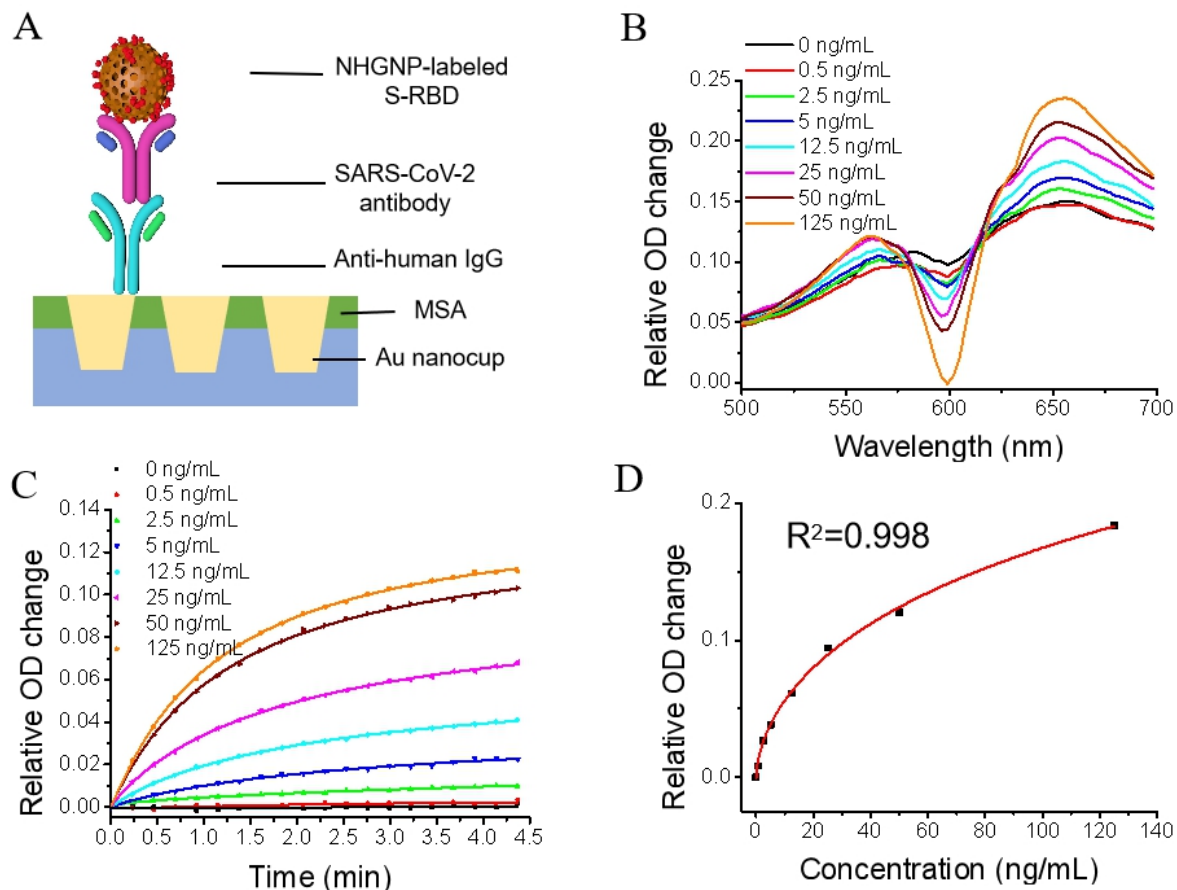 A
NHGNP-labeled
S-RBD
SARS-CoV-2
antibody
Anti-human IgG
MSA
Au nanocup
B
0 ng/mL
0.5 ng/mL
2.5 ng/mL
5 ng/mL
12.5 ng/mL
25 ng/mL
50 ng/mL
125 ng/mL
Relative OD change
0.25
0.20
0.15
0.10
0.05
0.00
500 550 600 650 700
Wavelength (nm)
C
0 ng/mL
0.5 ng/mL
2.5 ng/mL
5 ng/mL
12.5 ng/mL
25 ng/mL
50 ng/mL
125 ng/mL
Relative OD change
0.14
0.12
0.10
0.08
0.06
0.04
0.02
0.00
0.0 0.5 1.0 1.5 2.0 2.5 3.0 3.5 4.0 4.5
Time (min)
D
R²=0.998
Relative OD change
0.2
0.1
0.0
0 20 40 60 80 100 120 140
Concentration (ng/mL)